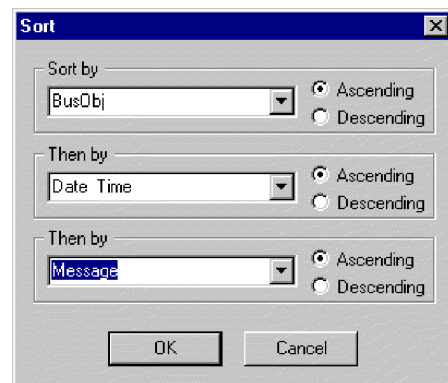 Sort
Sort by
BusObj
Ascending
Descending
Then by
Date Time
Ascending
Descending
Then by
Message
Ascending
Descending
OK
Cancel